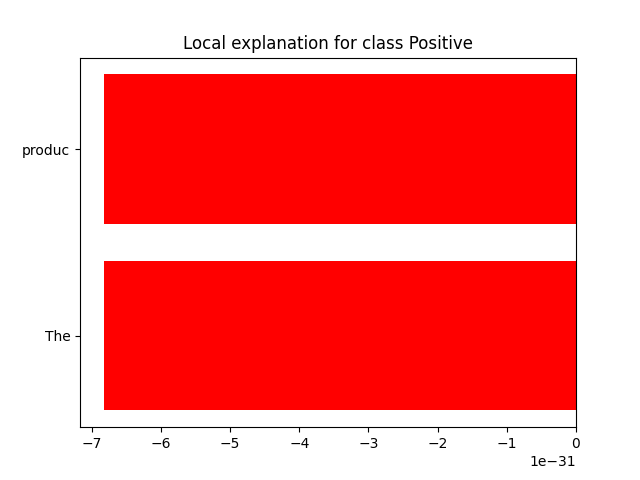 Local explanation for class Positive
produc
The
−7 −6 −5 −4 −3 −2 −1 0
1e−31